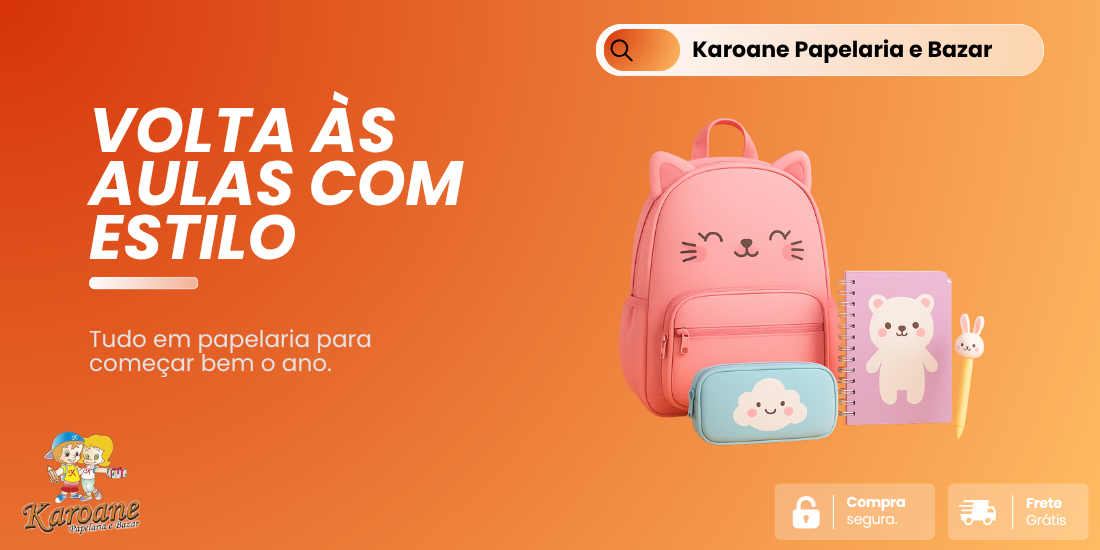 Karoane Papelaria e Bazar
VOLTA ÀS
AULAS COM
ESTILO
Tudo em papelaria para
começar bem o ano.
Karoane
Papelaria e Bazar
Compra
segura.
Frete
Grátis